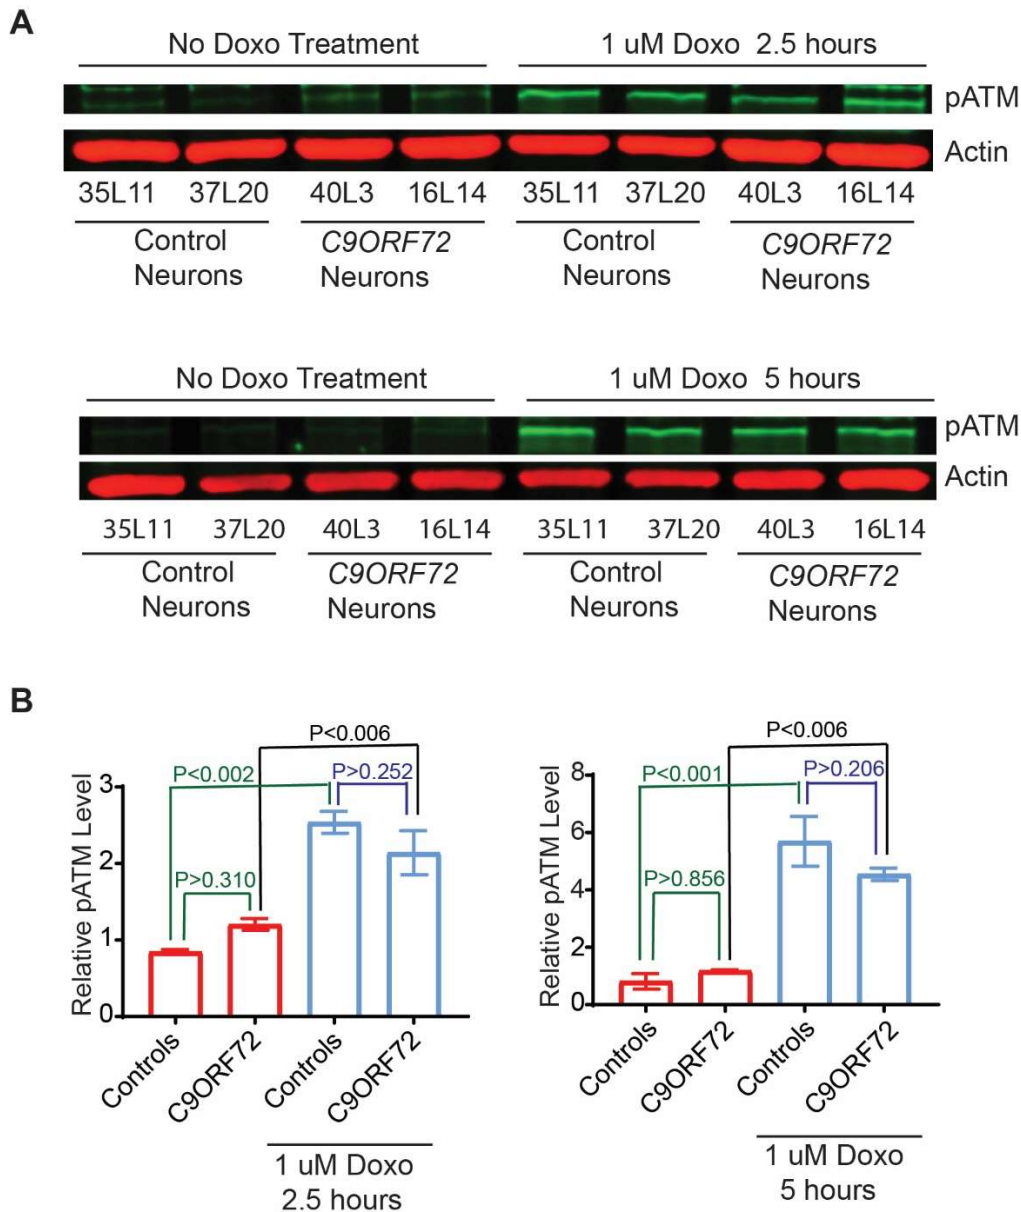 A
No Doxo Treatment 1 uM Doxo 2.5 hours
pATM
Actin
35L11 37L20 40L3 16L14 35L11 37L20 40L3 16L14
Control C9ORF72 Control C9ORF72
Neurons Neurons Neurons Neurons
No Doxo Treatment 1 uM Doxo 5 hours
pATM
Actin
35L11 37L20 40L3 16L14 35L11 37L20 40L3 16L14
Control C9ORF72 Control C9ORF72
Neurons Neurons Neurons Neurons
B
Relative pATM Level
3
2
1
0
P<0.006
P<0.002
P>0.252
P>0.310
Controls
C9ORF72
Controls
C9ORF72
1 uM Doxo
2.5 hours
Relative pATM Level
8
6
4
2
0
P<0.006
P<0.001
P>0.206
P>0.856
Controls
C9ORF72
Controls
C9ORF72
1 uM Doxo
5 hours